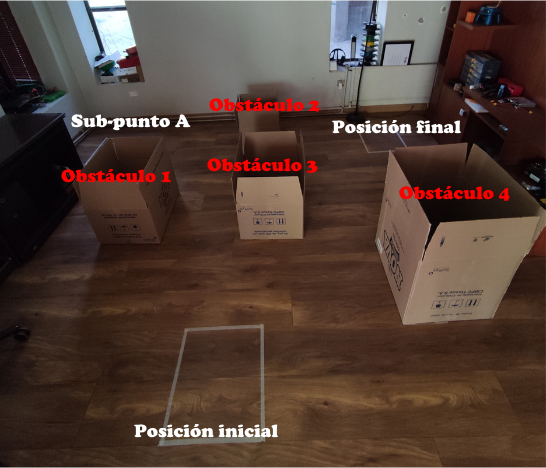 Obstáculo 2
Sub-punto A
Posición final
Obstáculo 1
Obstáculo 3
Obstáculo 4
Posición inicial